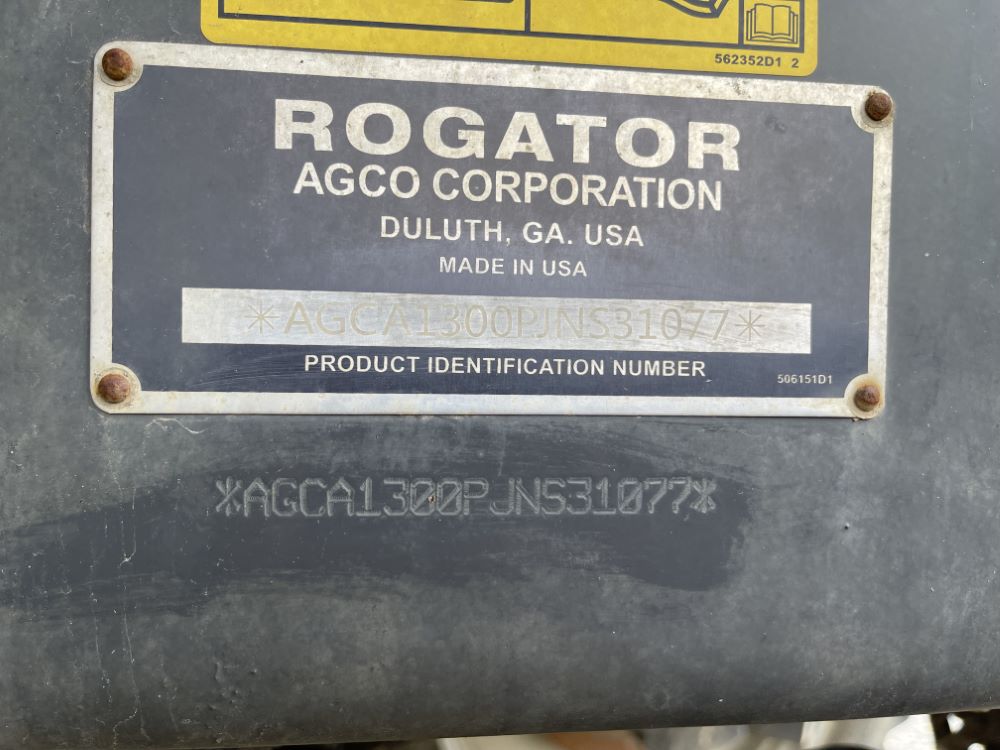 562352D1 2
ROGATOR
AGCO CORPORATION
DULUTH, GA. USA
MADE IN USA
*AGCA1300PJNS31077*
PRODUCT IDENTIFICATION NUMBER
506151D1
*AGCA1300PJNS31077*